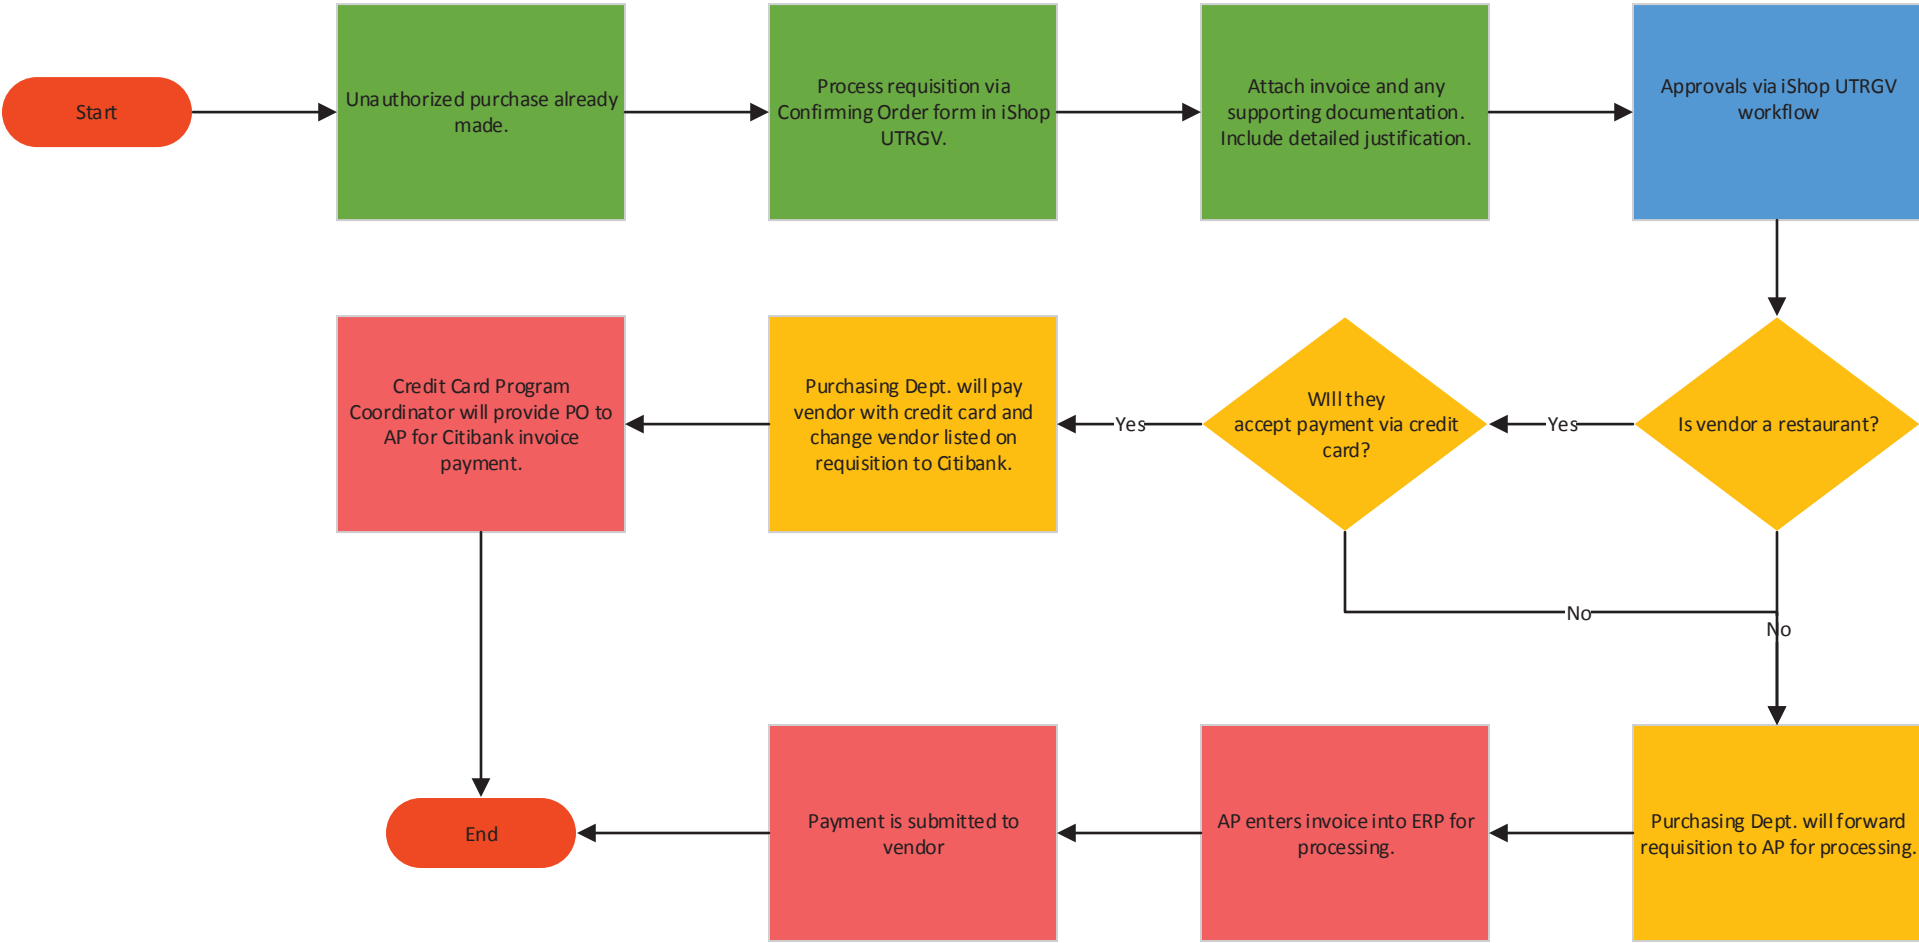 Start
Unauthorized purchase already
made.
Process requisition via
Confirming Order form in iShop
UTRGV.
Attach invoice and any
supporting documentation.
Include detailed justification.
Approvals via iShop UTRGV
workflow
Is vendor a restaurant?
Yes
WIll they
accept payment via credit
card?
Yes
Purchasing Dept. will pay
vendor with credit card and
change vendor listed on
requisition to Citibank.
Credit Card Program
Coordinator will provide PO to
AP for Citibank invoice
payment.
No
No
Purchasing Dept. will forward
requisition to AP for processing.
AP enters invoice into ERP for
processing.
Payment is submitted to
vendor
End